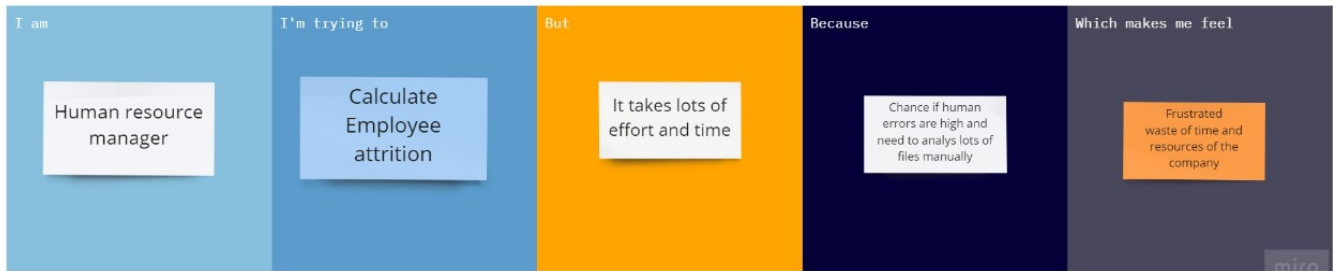 I am
Human resource
manager
I'm trying to
Calculate
Employee
attrition
But
It takes lots of
effort and time
Because
Chance if human
errors are high and
need to analys lots of
files manually
Which makes me feel
Frustrated
waste of time and
resources of the
company
miro